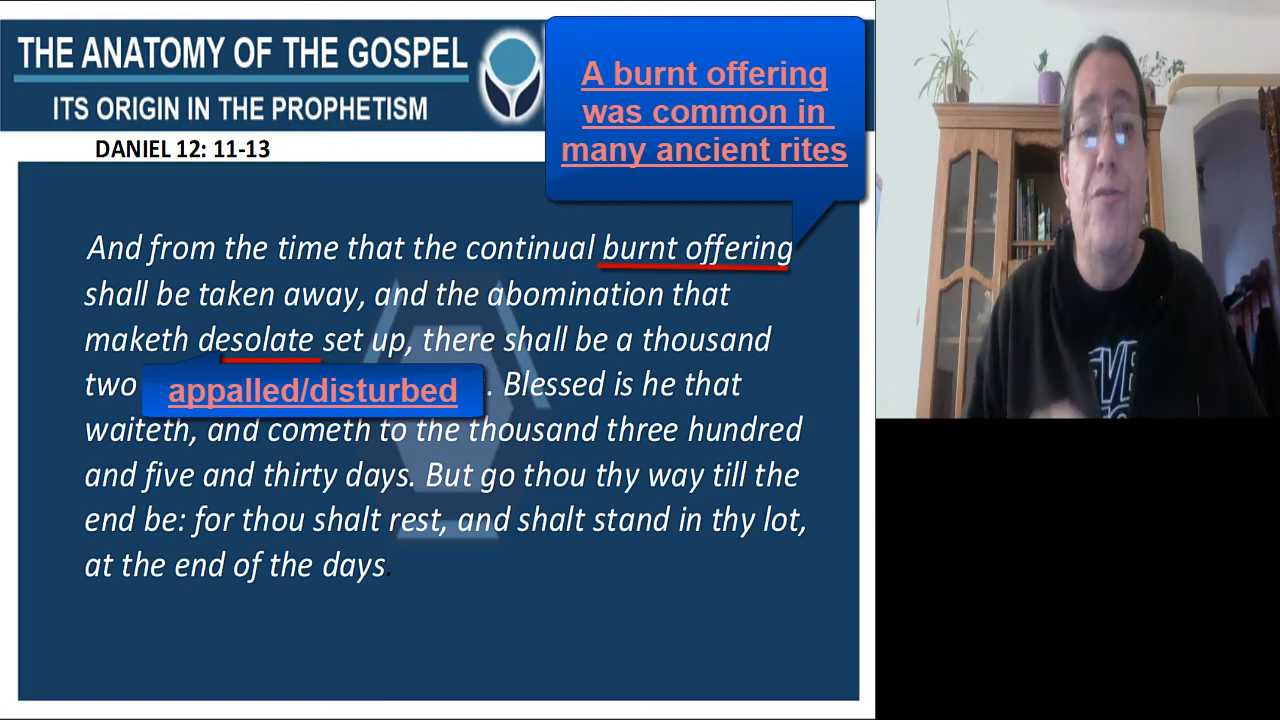 THE ANATOMY OF THE GOSPEL
ITS ORIGIN IN THE PROPHETISM
DANIEL 12: 11-13
A burnt offering
was common in
many ancient rites
And from the time that the continual burnt offering
shall be taken away, and the abomination that
maketh desolate set up, there shall be a thousand
two
appalled/disturbed
. Blessed is he that
waiteth, and cometh to the thousand three hundred
and five and thirty days. But go thou thy way till the
end be: for thou shalt rest, and shalt stand in thy lot,
at the end of the days.